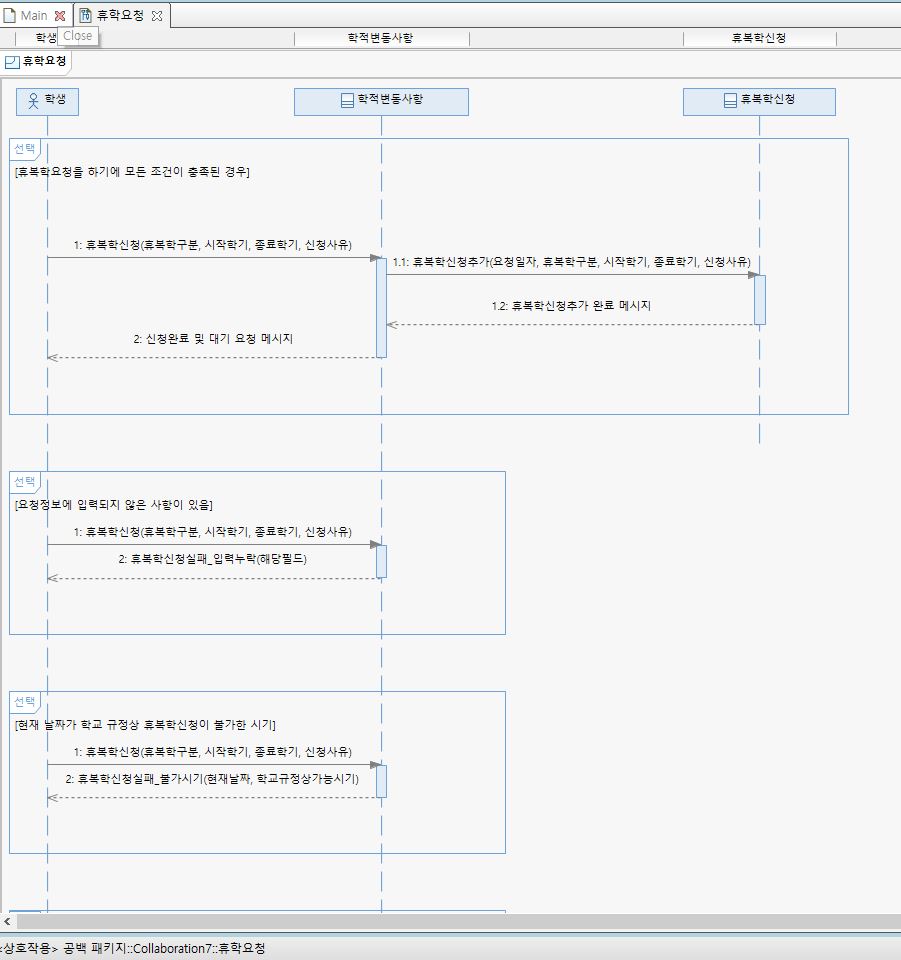 Main
휴학요청
학생
Close
학적변동사항
휴복학신청
휴학요청
학생
학적변동사항
휴복학신청
선택
[휴복학요청을 하기에 모든 조건이 충족된 경우]
1: 휴복학신청(휴복학구분, 시작학기, 종료학기, 신청사유)
1.1: 휴복학신청추가(요청일자, 휴복학구분, 시작학기, 종료학기, 신청사유)
1.2: 휴복학신청추가 완료 메시지
2: 신청완료 및 대기 요청 메시지
선택
[요청정보에 입력되지 않은 사항이 있음]
1: 휴복학신청(휴복학구분, 시작학기, 종료학기, 신청사유)
2: 휴복학신청실패_입력누락(해당필드)
선택
[현재 날짜가 학교 규정상 휴복학신청이 불가한 시기]
1: 휴복학신청(휴복학구분, 시작학기, 종료학기, 신청사유)
2: 휴복학신청실패_불가시기(현재날짜, 학교규정상가능시기)
<상호작용> 공백 패키지::Collaboration7::휴학요청